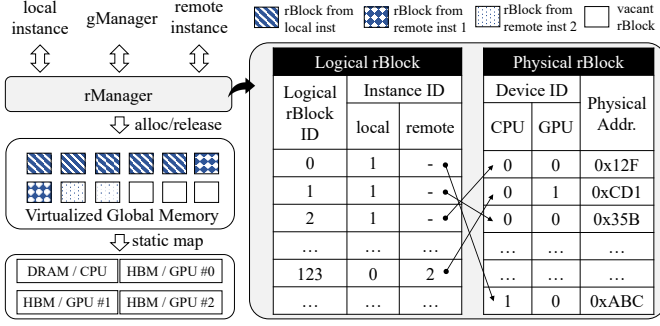 local instance
gManager
remote instance
rBlock from local inst
rBlock from remote inst 1
rBlock from remote inst 2
vacant rBlock
rManager
alloc/release
Virtualized Global Memory
static map
DRAM / CPU HBM / GPU #0
HBM / GPU #1 HBM / GPU #2
Logical rBlock Physical rBlock
Logical rBlock ID Instance ID Device ID Physical Addr.
local remote CPU GPU
0 1 - 0 0 0x12F
1 1 - 0 1 0xCD1
2 1 - 0 0 0x35B
... ... ... ... ... ...
123 0 2 ... ... ...
... ... ... 1 0 0xABC